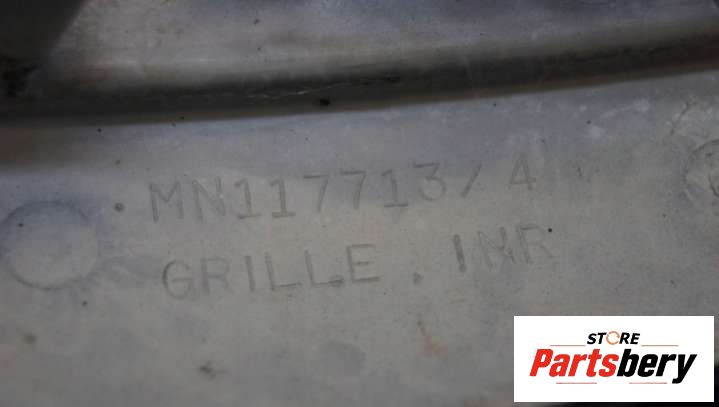 MN117713/4
GRILLE. INR
STORE
Partsbery